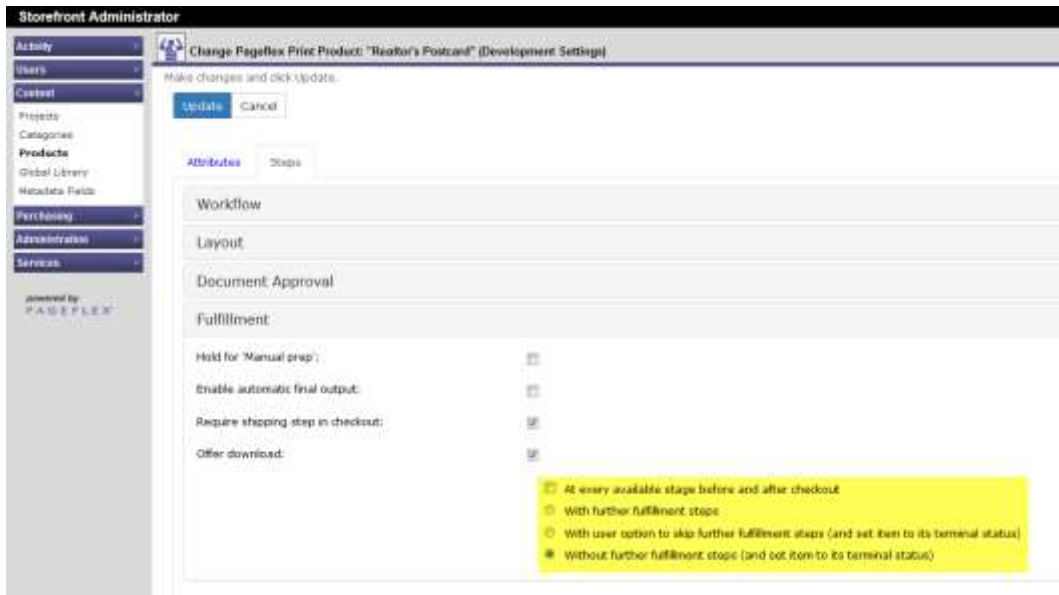 Storefront Administrator
Activity
Users
Content
Projects
Categories
Products
Global Library
Metadata Fields
Purchasing
Administration
Services
powered by
PAGEFLEX
Change Pageflex Print Product: "Realtor's Postcard" (Development Settings)
Make changes and click Update.
Update Cancel
Attributes Steps
Workflow
Layout
Document Approval
Fulfillment
Hold for 'Manual prep':
Enable automatic final output:
Require shipping step in checkout:
Offer download:
At every available stage before and after checkout
With further fulfillment steps
With user option to skip further fulfillment steps (and set item to its terminal status)
Without further fulfillment steps (and set item to its terminal status)